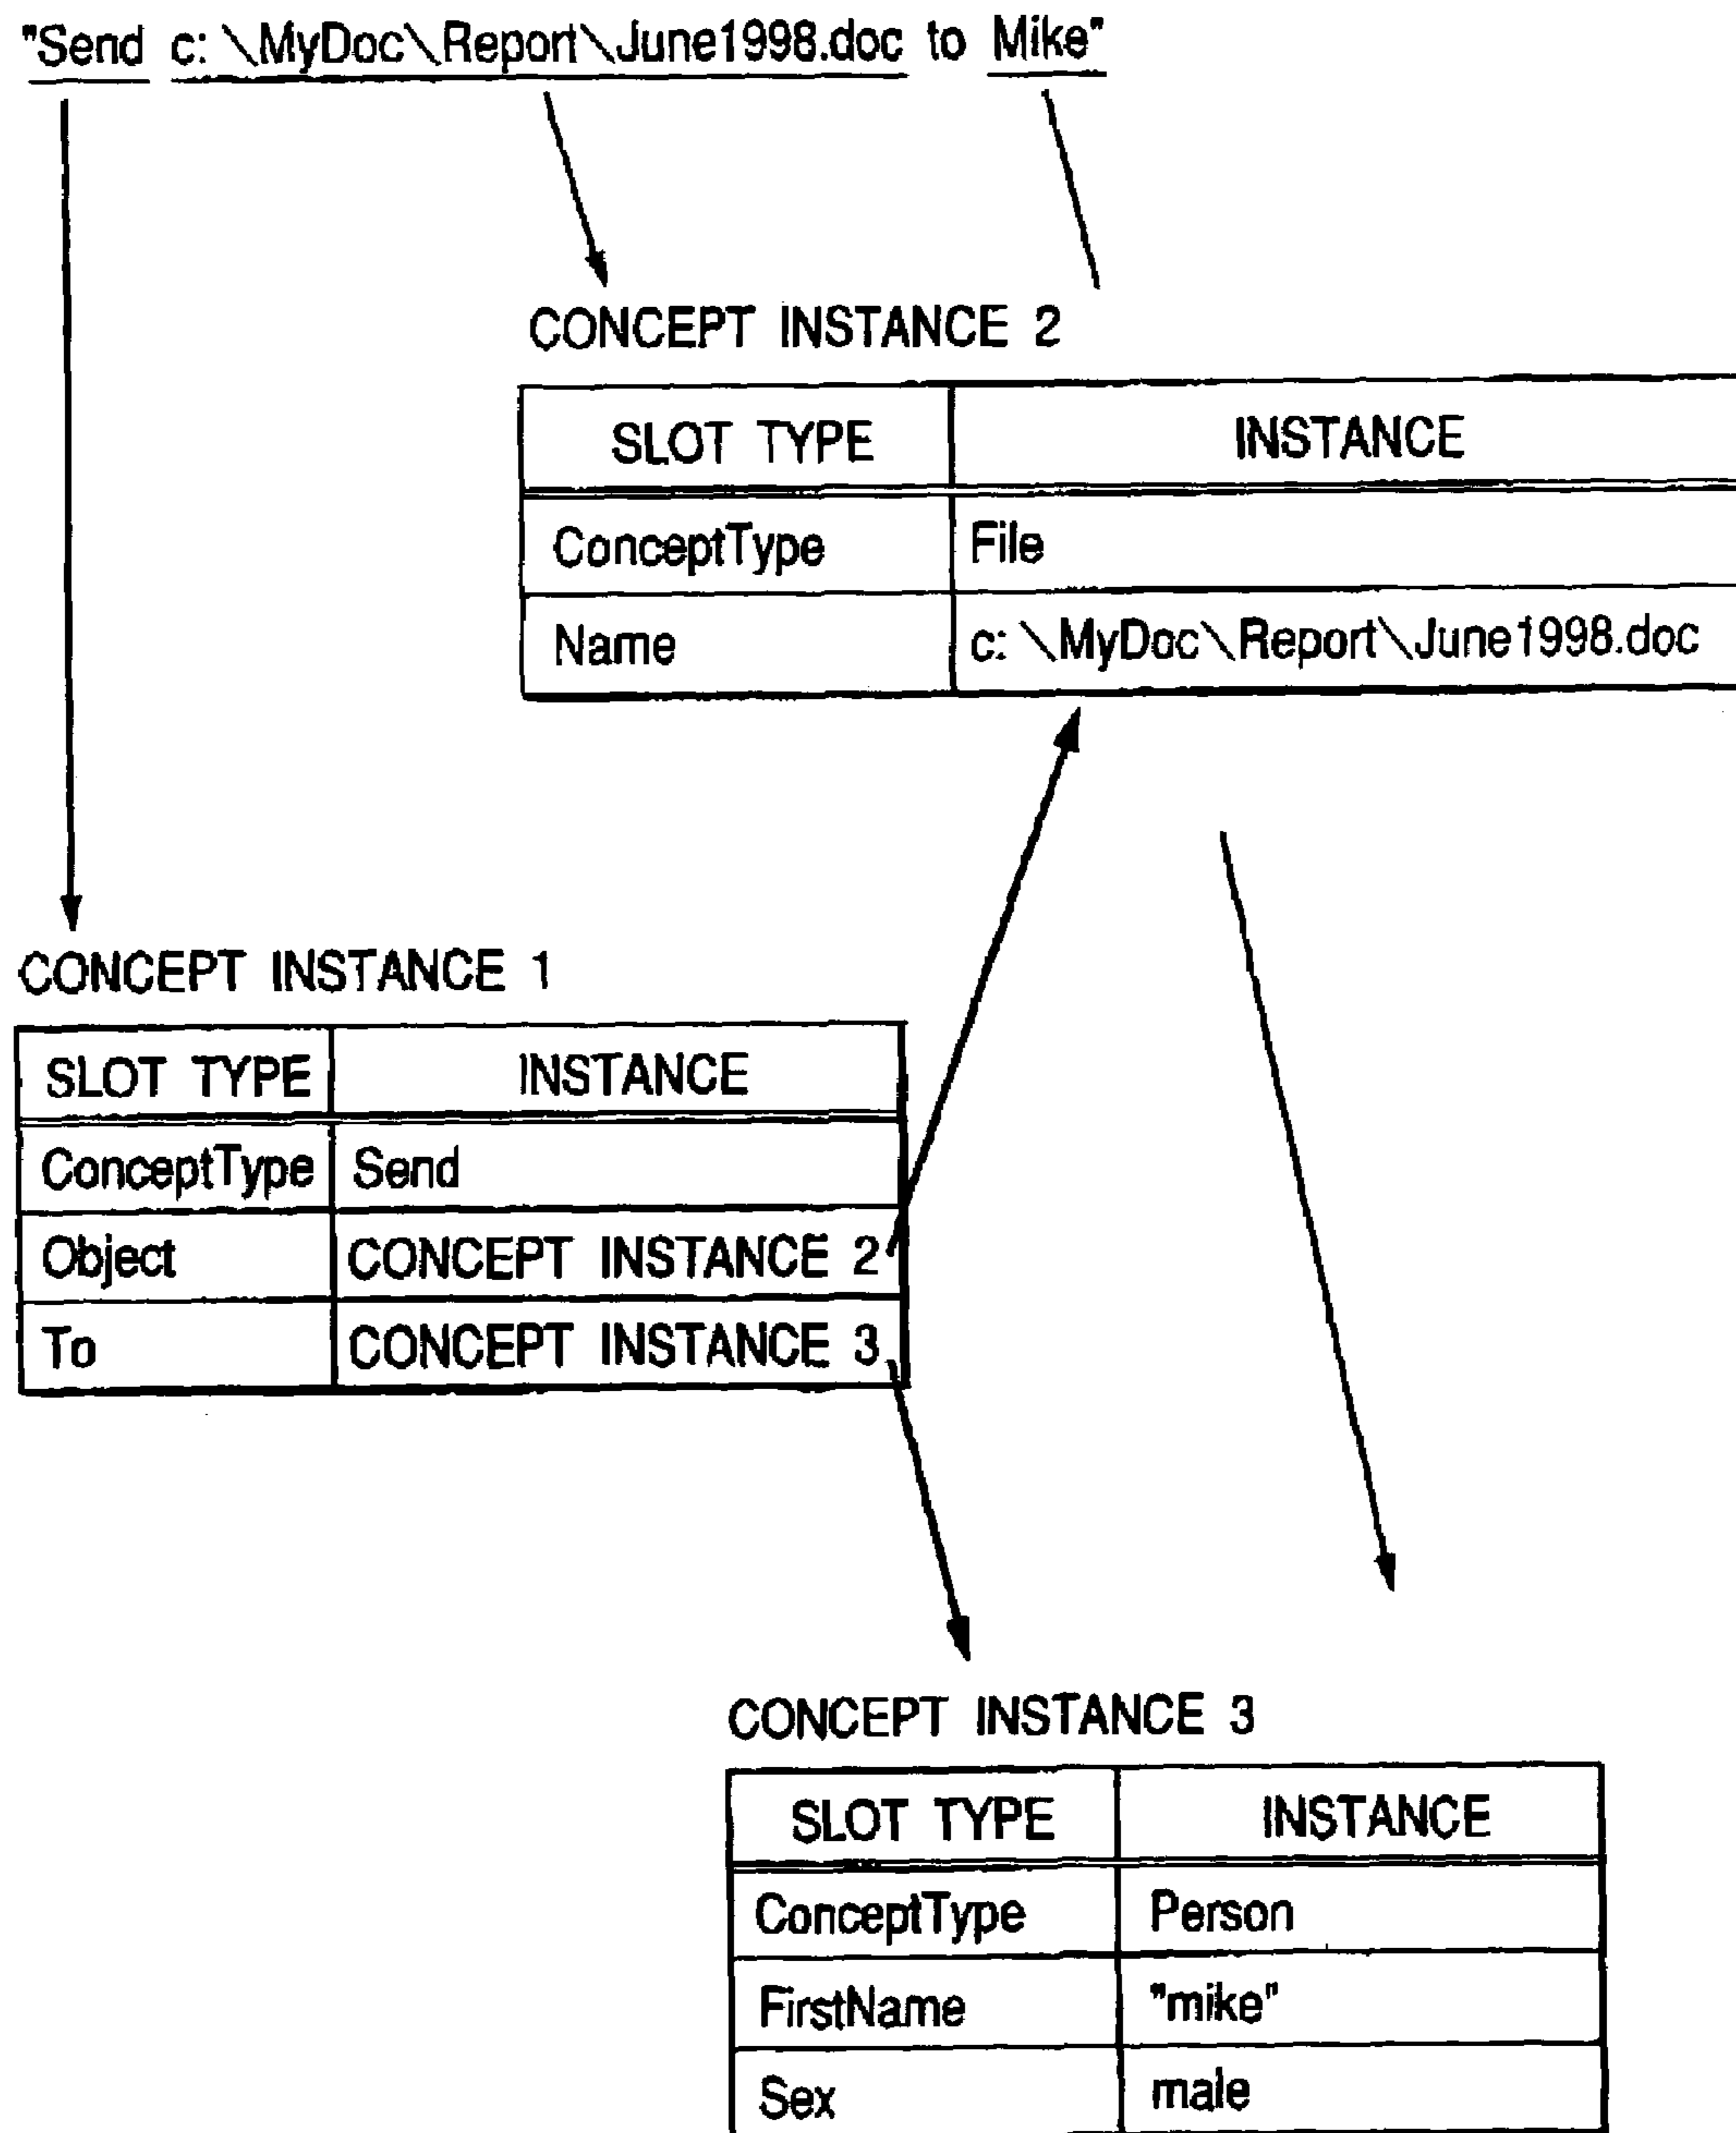 "Send c: \MyDoc\Report\June1998.doc to Mike"
CONCEPT INSTANCE 2
SLOT TYPE INSTANCE
ConceptType File
Name c: \MyDoc\Report\June1998.doc
CONCEPT INSTANCE 1
SLOT TYPE INSTANCE
ConceptType Send
Object CONCEPT INSTANCE 2
To CONCEPT INSTANCE 3
CONCEPT INSTANCE 3
SLOT TYPE INSTANCE
ConceptType Person
FirstName "mike"
Sex male